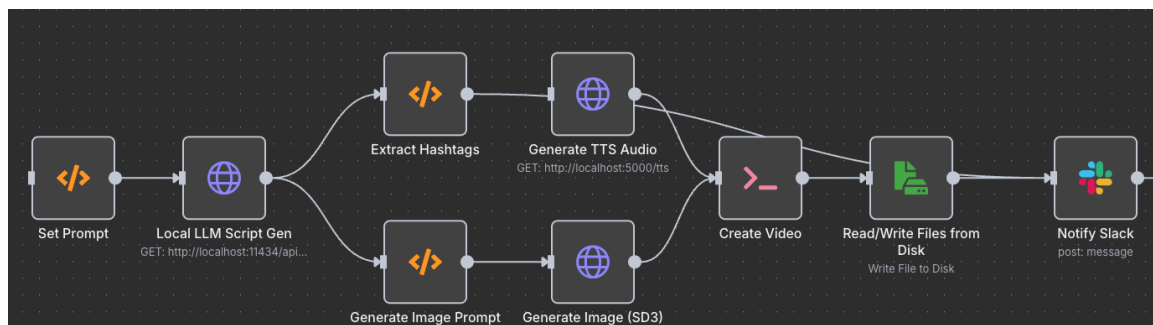 Extract Hashtags
Generate TTS Audio
GET: http://localhost:5000/tts
Set Prompt
Local LLM Script Gen
GET: http://localhost:11434/api...
Create Video
Read/Write Files from
Disk
Write File to Disk
Notify Slack
post: message
Generate Image Prompt
Generate Image (SD3)